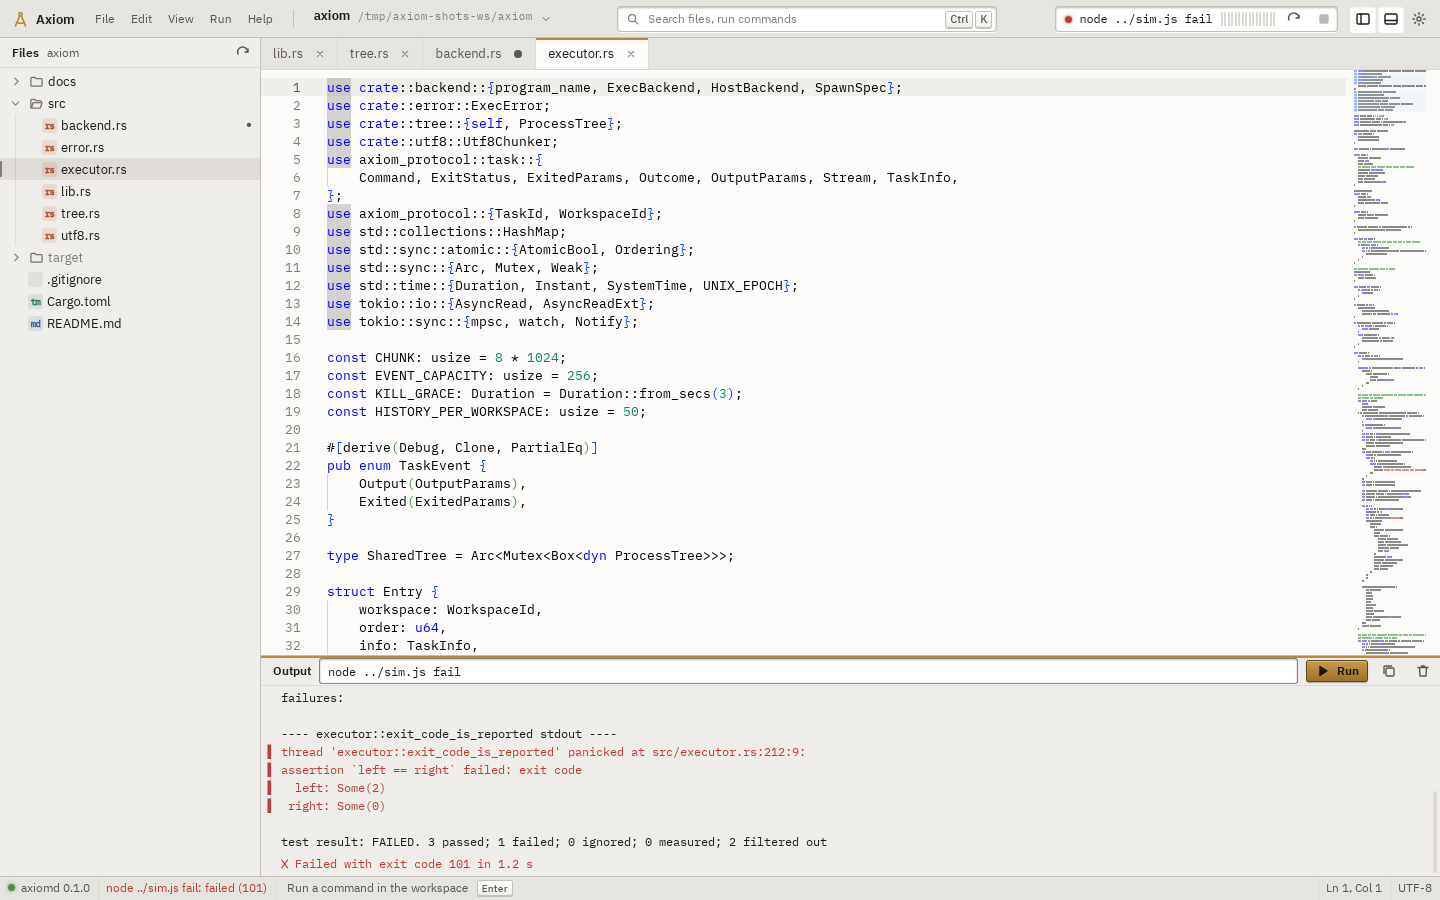 Axiom File Edit View Run Help axiom /tmp/axiom-shots-ws/axiom Search files, run commands Ctrl K node ../sim.js fail
Files axiom
docs
src
rs backend.rs
rs error.rs
rs executor.rs
rs lib.rs
rs tree.rs
rs utf8.rs
target
.gitignore
tm Cargo.toml
md README.md
lib.rs tree.rs backend.rs executor.rs
1 use crate::backend::{program_name, ExecBackend, HostBackend, SpawnSpec};
2 use crate::error::ExecError;
3 use crate::tree::{self, ProcessTree};
4 use crate::utf8::Utf8Chunker;
5 use axiom_protocol::task::{
6 Command, ExitStatus, ExitedParams, Outcome, OutputParams, Stream, TaskInfo,
7 };
8 use axiom_protocol::{TaskId, WorkspaceId};
9 use std::collections::HashMap;
10 use std::sync::atomic::{AtomicBool, Ordering};
11 use std::sync::{Arc, Mutex, Weak};
12 use std::time::{Duration, Instant, SystemTime, UNIX_EPOCH};
13 use tokio::io::{AsyncRead, AsyncReadExt};
14 use tokio::sync::{mpsc, watch, Notify};
15
16 const CHUNK: usize = 8 * 1024;
17 const EVENT_CAPACITY: usize = 256;
18 const KILL_GRACE: Duration = Duration::from_secs(3);
19 const HISTORY_PER_WORKSPACE: usize = 50;
20
21 #[derive(Debug, Clone, PartialEq)]
22 pub enum TaskEvent {
23 Output(OutputParams),
24 Exited(ExitedParams),
25 }
26
27 type SharedTree = Arc<Mutex<Box<dyn ProcessTree>>>;
28
29 struct Entry {
30 workspace: WorkspaceId,
31 order: u64,
32 info: TaskInfo,
Output node ../sim.js fail Run
failures:
---- executor::exit_code_is_reported stdout ----
thread 'executor::exit_code_is_reported' panicked at src/executor.rs:212:9:
assertion `left == right` failed: exit code
left: Some(2)
right: Some(0)
test result: FAILED. 3 passed; 1 failed; 0 ignored; 0 measured; 2 filtered out
X Failed with exit code 101 in 1.2 s
axiomd 0.1.0 node ../sim.js fail: failed (101) Run a command in the workspace Enter Ln 1, Col 1 UTF-8